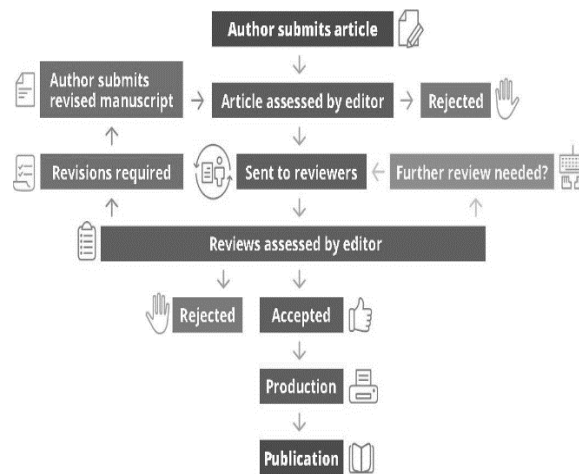 Author submits article
Author submits
revised manuscript
Article assessed by editor
Rejected
Revisions required
Sent to reviewers
Further review needed?
Reviews assessed by editor
Rejected
Accepted
Production
Publication